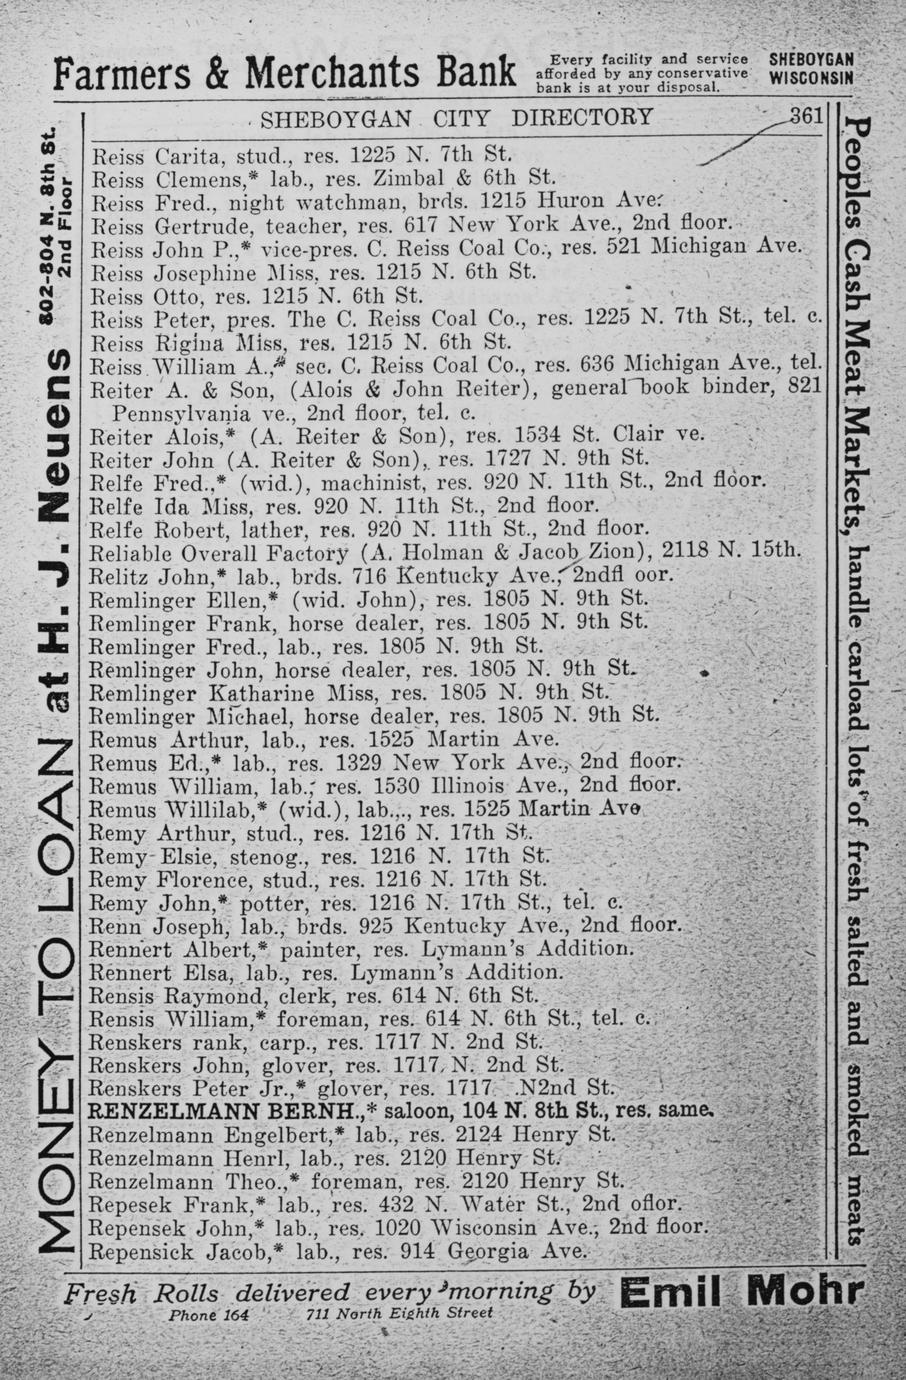 Farmers & Merchants Bank
Every facility and service
afforded by any conservative
bank is at your disposal.
SHEBOYGAN
WISCONSIN
SHEBOYGAN CITY DIRECTORY 361
Reiss Carita, stud., res. 1225 N. 7th St.
Reiss Clemens,* lab., res. Zimbal & 6th St.
Reiss Fred., night watchman, brds. 1215 Huron Ave.
Reiss Gertrude, teacher, res. 617 New York Ave., 2nd floor.
Reiss John P.,* vice-pres. C. Reiss Coal Co., res. 521 Michigan Ave.
Reiss Josephine Miss, res. 1215 N. 6th St.
Reiss Otto, res. 1215 N. 6th St.
Reiss Peter, pres. The C. Reiss Coal Co., res. 1225 N. 7th St., tel. c.
Reiss Rigina Miss, res. 1215 N. 6th St.
Reiss William A.,* sec. C. Reiss Coal Co., res. 636 Michigan Ave., tel.
Reiter A. & Son, (Alois & John Reiter), general book binder, 821
Pennsylvania ve., 2nd floor, tel. c.
Reiter Alois,* (A. Reiter & Son), res. 1534 St. Clair ve.
Reiter John (A. Reiter & Son), res. 1727 N. 9th St.
Relfe Fred.,* (wid.), machinist, res. 920 N. 11th St., 2nd floor.
Relfe Ida Miss, res. 920 N. 11th St., 2nd floor.
Relfe Robert, lather, res. 920 N. 11th St., 2nd floor.
Reliable Overall Factory (A. Holman & Jacob Zion), 2118 N. 15th.
Relitz John,* lab., brds. 716 Kentucky Ave., 2ndfl oor.
Remlinger Ellen,* (wid. John), res. 1805 N. 9th St.
Remlinger Frank, horse dealer, res. 1805 N. 9th St.
Remlinger Fred., lab., res. 1805 N. 9th St.
Remlinger John, horse dealer, res. 1805 N. 9th St.
Remlinger Katharine Miss, res. 1805 N. 9th St.
Remlinger Michael, horse dealer, res. 1805 N. 9th St.
Remus Arthur, lab., res. 1525 Martin Ave.
Remus Ed.,* lab., res. 1329 New York Ave., 2nd floor.
Remus William, lab., res. 1530 Illinois Ave., 2nd floor.
Remus Willilab,* (wid.), lab.,., res. 1525 Martin Ave
Remy Arthur, stud., res. 1216 N. 17th St.
Remy Elsie, stenog., res. 1216 N. 17th St.
Remy Florence, stud., res. 1216 N. 17th St.
Remy John,* potter, res. 1216 N. 17th St., tel. c.
Renn Joseph, lab., brds. 925 Kentucky Ave., 2nd floor.
Rennert Albert,* painter, res. Lymann's Addition.
Rennert Elsa, lab., res. Lymann's Addition.
Rensis Raymond, clerk, res. 614 N. 6th St.
Rensis William,* foreman, res. 614 N. 6th St., tel. c.
Renskers rank, carp., res. 1717 N. 2nd St.
Renskers John, glover, res. 1717 N. 2nd St.
Renskers Peter Jr.,* glover, res. 1717 .N2nd St.
RENZELMANN BERNH.,* saloon, 104 N. 8th St., res. same.
Renzelmann Engelbert,* lab., res. 2124 Henry St.
Renzelmann Henrl, lab., res. 2120 Henry St.
Renzelmann Theo.,* foreman, res. 2120 Henry St.
Repesek Frank,* lab., res. 432 N. Water St., 2nd oflor.
Repensek John,* lab., res. 1020 Wisconsin Ave., 2nd floor.
Repensick Jacob,* lab., res. 914 Georgia Ave.
MONEY TO LOAN at H. J. Neuens 802-804 N. 8th St.
2nd Floor
Peoples Cash Meat Markets, handle carload lots of fresh salted and smoked meats
Fresh Rolls delivered every morning by Emil Mohr
Phone 164 711 North Eighth Street